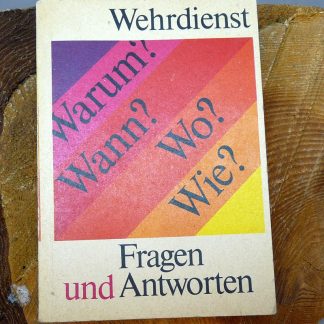 Wehrdienst
Warum?
Wann?
Wo?
Wie?
Fragen
und Antworten